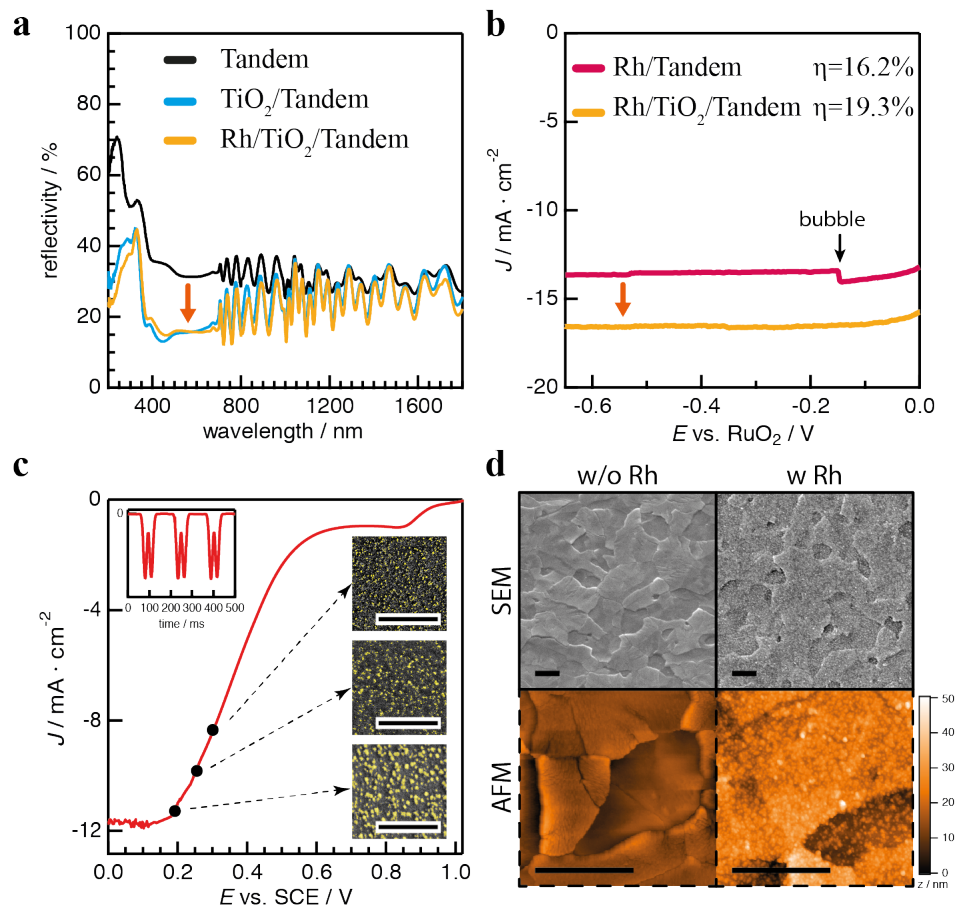 a
100
80
60
40
20
0
reflectivity / %
Tandem
TiO₂/Tandem
Rh/TiO₂/Tandem
400 800 1200 1600
wavelength / nm
b
0
-5
-10
-15
-20
J / mA · cm⁻²
Rh/Tandem η=16.2%
Rh/TiO₂/Tandem η=19.3%
bubble
-0.6 -0.4 -0.2 0.0
E vs. RuO₂ / V
c
0
-4
-8
-12
J / mA · cm⁻²
0
0 100 200 300 400 500
time / ms
0.0 0.2 0.4 0.6 0.8 1.0
E vs. SCE / V
d
w/o Rh w Rh
SEM
AFM
50
40
30
20
10
0
z / nm